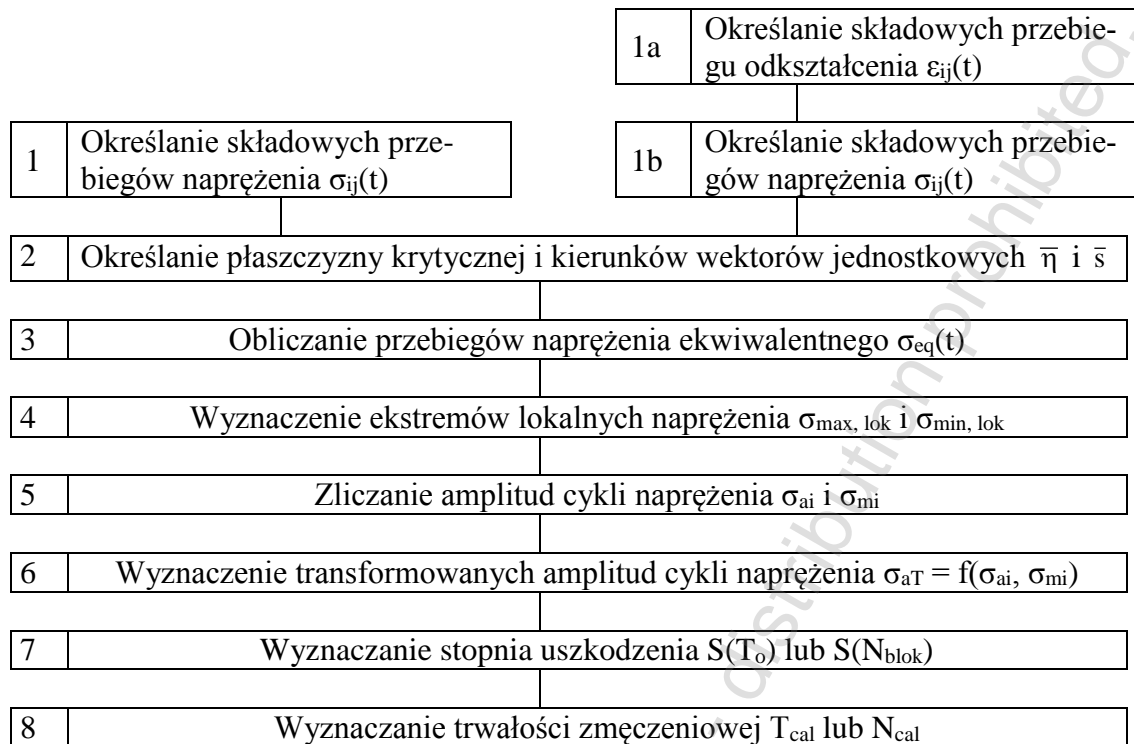 1a Określanie składowych przebie-
gu odkształcenia εij(t)
1 Określanie składowych prze-
biegów naprężenia σij(t)
1b Określanie składowych przebie-
gów naprężenia σij(t)
2 Określanie płaszczyzny krytycznej i kierunków wektorów jednostkowych η̅ i s̅
3 Obliczanie przebiegów naprężenia ekwiwalentnego σeq(t)
4 Wyznaczenie ekstremów lokalnych naprężenia σmax, lok i σmin, lok
5 Zliczanie amplitud cykli naprężenia σai i σmi
6 Wyznaczenie transformowanych amplitud cykli naprężenia σaT = f(σai, σmi)
7 Wyznaczanie stopnia uszkodzenia S(To) lub S(Nblok)
8 Wyznaczanie trwałości zmęczeniowej Tcal lub Ncal
distribution prohibited.